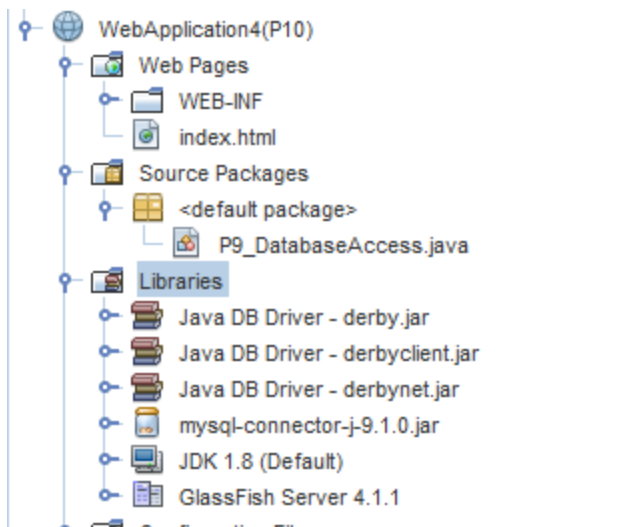 WebApplication4(P10)
Web Pages
WEB-INF
index.html
Source Packages
<default package>
P9_DatabaseAccess.java
Libraries
Java DB Driver - derby.jar
Java DB Driver - derbyclient.jar
Java DB Driver - derbynet.jar
mysql-connector-j-9.1.0.jar
JDK 1.8 (Default)
GlassFish Server 4.1.1